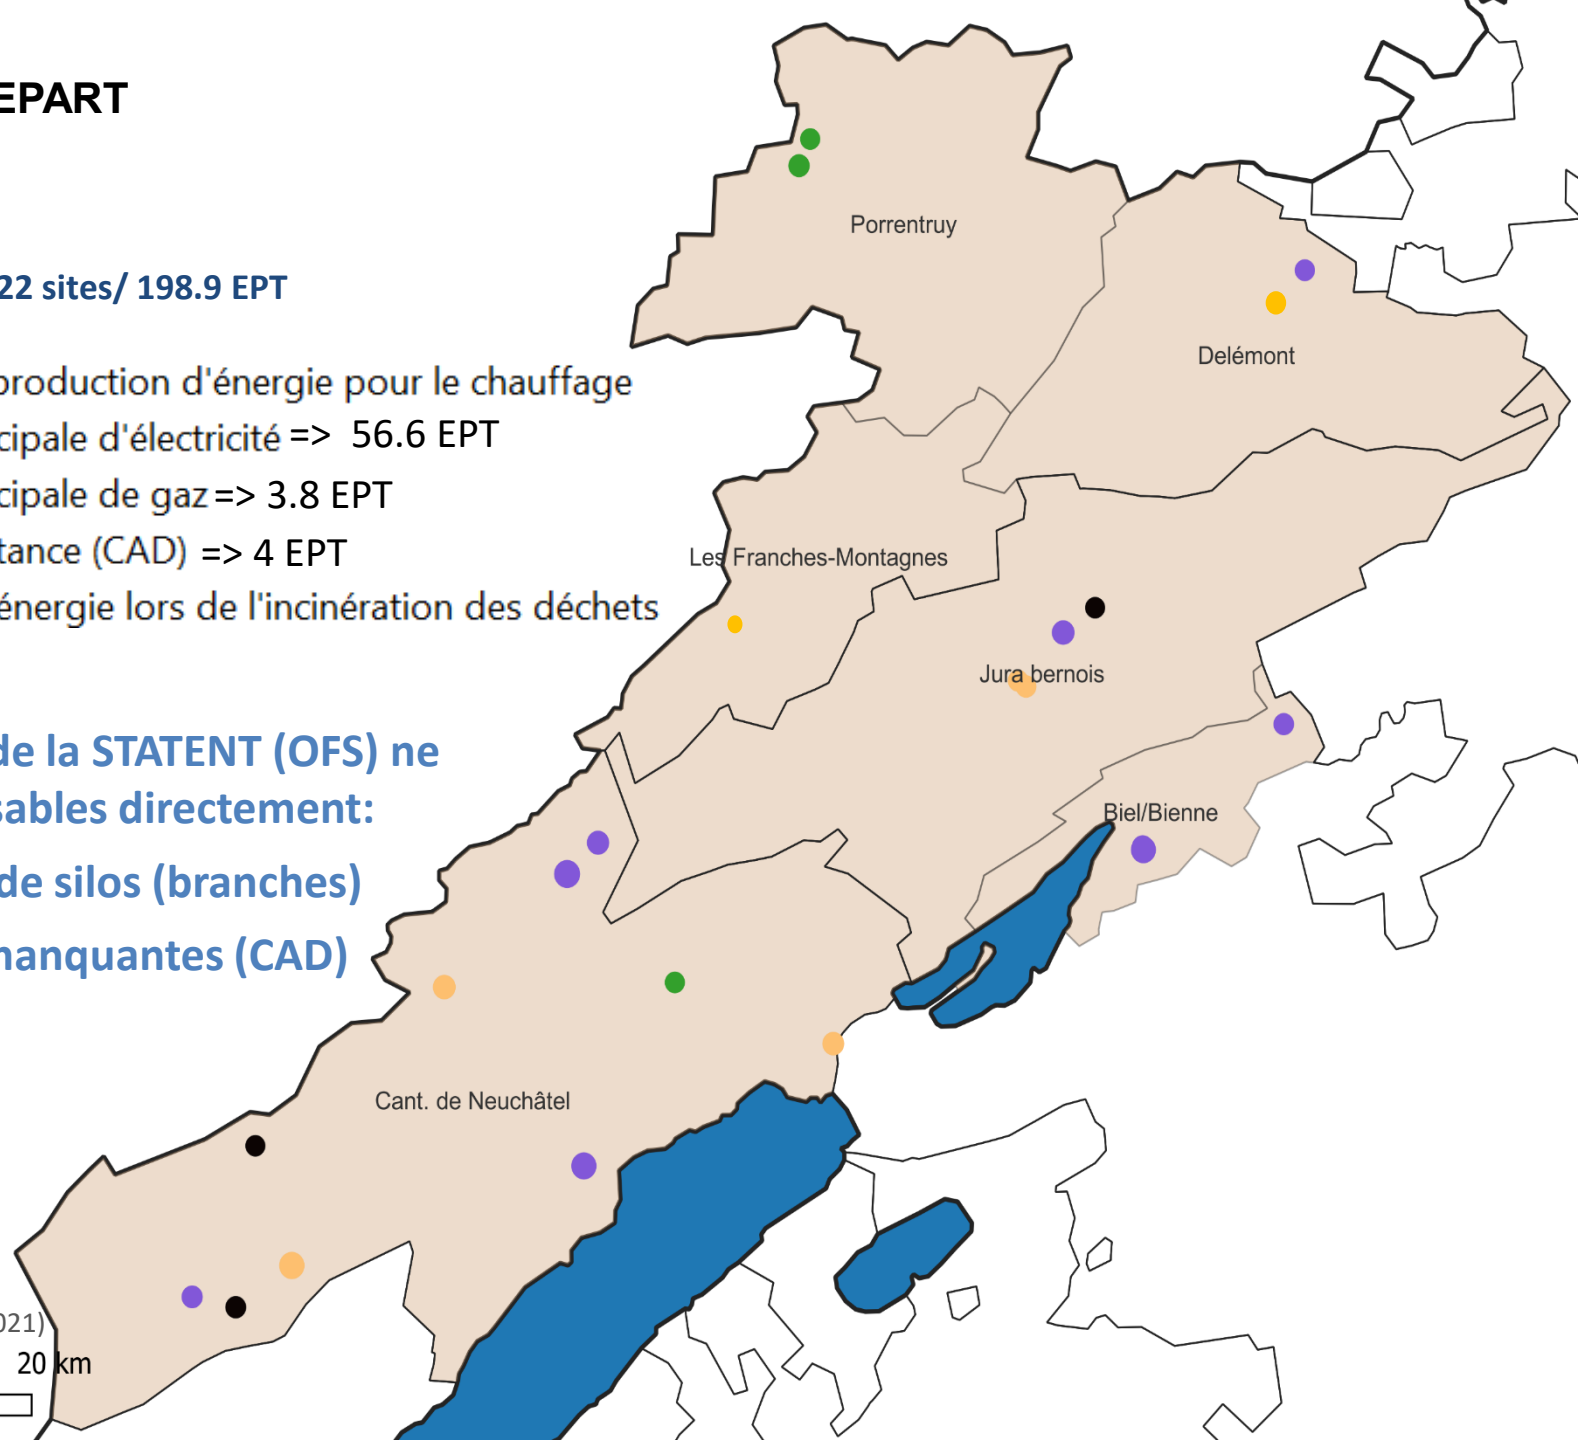 EPART
22 sites/ 198.9 EPT
production d'énergie pour le chauffage
cipale d'électricité => 56.6 EPT
cipale de gaz => 3.8 EPT
tance (CAD) => 4 EPT
énergie lors de l'incinération des déchets
de la STATENT (OFS) ne
sables directement:
de silos (branches)
manquantes (CAD)
Porrentruy
Delémont
Les Franches-Montagnes
Jura bernois
Biel/Bienne
Cant. de Neuchâtel
021)
20 km